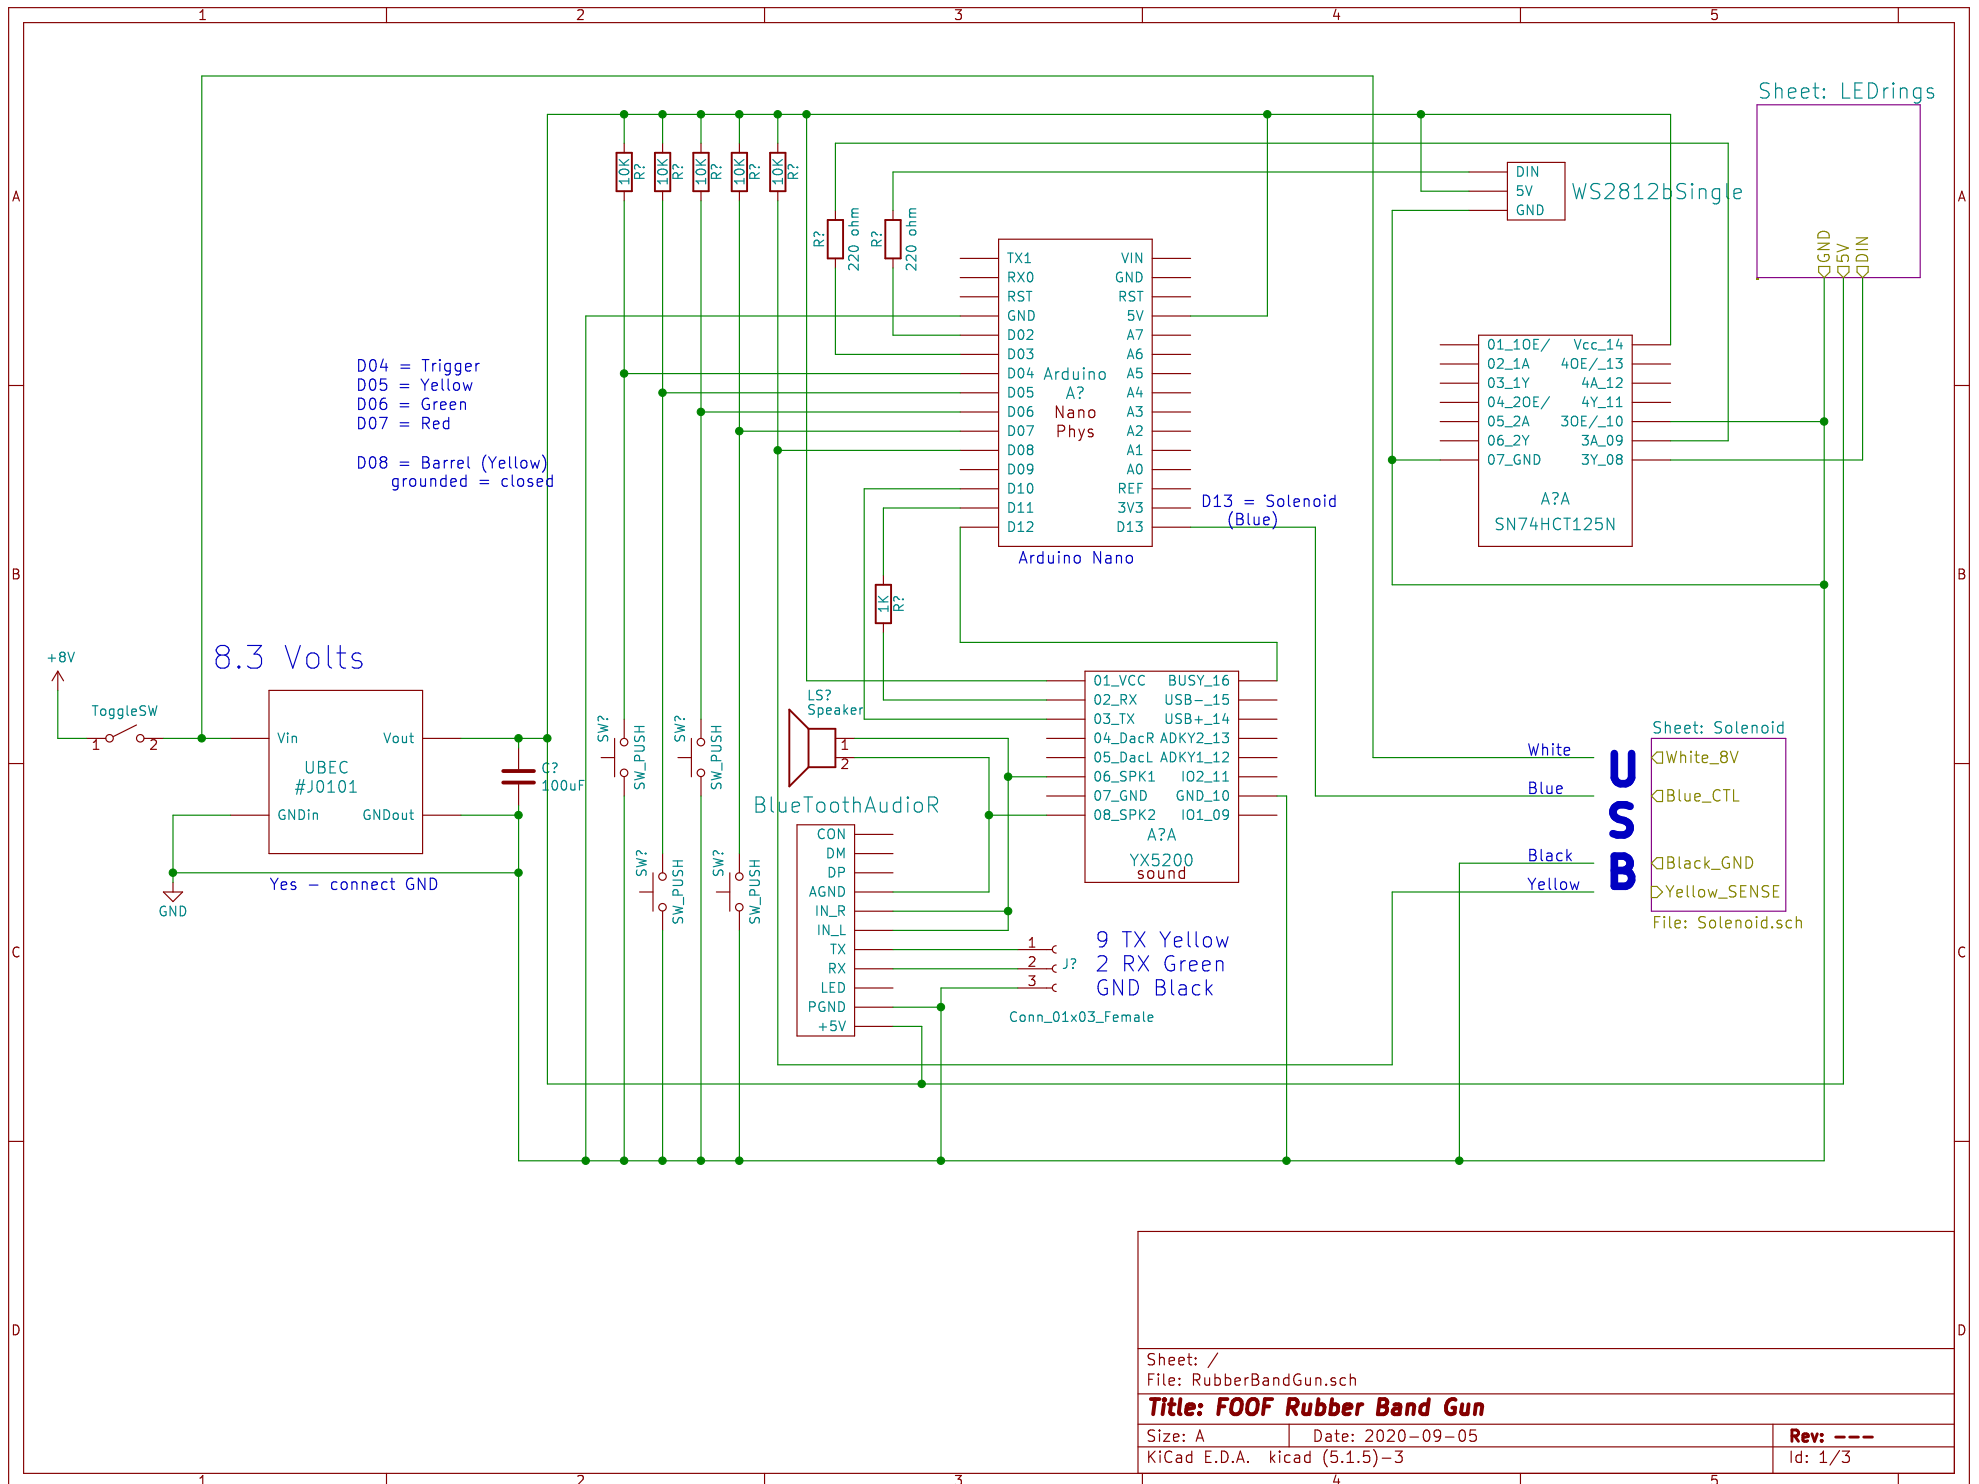 1 2 3 4 5
A A
B B
C C
D D
1 2 3 4 5
Sheet: LEDrings
GND
5V
DIN
10K R?
10K R?
10K R?
10K R?
10K R?
R? 220 ohm
R? 220 ohm
DIN
5V
GND
WS2812bSingle
TX1 VIN
RX0 GND
RST RST
GND 5V
D02 A7
D03 A6
D04 A5
D05 A4
D06 A3
D07 A2
D08 A1
D09 A0
D10 REF
D11 3V3
D12 D13
Arduino
A?
Nano
Phys
Arduino Nano
D04 = Trigger
D05 = Yellow
D06 = Green
D07 = Red
D08 = Barrel (Yellow)
grounded = closed
D13 = Solenoid
(Blue)
01_1OE/ Vcc_14
02_1A 4OE/_13
03_1Y 4A_12
04_2OE/ 4Y_11
05_2A 3OE/_10
06_2Y 3A_09
07_GND 3Y_08
A?A
SN74HCT125N
1K R?
+8V
8.3 Volts
ToggleSW
1 2
Vin Vout
UBEC
#J0101
GNDin GNDout
C?
100uF
Yes - connect GND
GND
SW? SW_PUSH
SW? SW_PUSH
SW? SW_PUSH
SW? SW_PUSH
LS?
Speaker
1
2
01_VCC BUSY_16
02_RX USB-_15
03_TX USB+_14
04_DacR ADKY2_13
05_DacL ADKY1_12
06_SPK1 IO2_11
07_GND GND_10
08_SPK2 IO1_09
A?A
YX5200
sound
BlueToothAudioR
CON
DM
DP
AGND
IN_R
IN_L
TX
RX
LED
PGND
+5V
1
2
3
J?
Conn_01x03_Female
9 TX Yellow
2 RX Green
GND Black
White
Blue
Black
Yellow
USB
Sheet: Solenoid
White_8V
Blue_CTL
Black_GND
Yellow_SENSE
File: Solenoid.sch
Sheet: /
File: RubberBandGun.sch
Title: FOOF Rubber Band Gun
Size: A Date: 2020-09-05 Rev: ---
KiCad E.D.A. kicad (5.1.5)-3 Id: 1/3